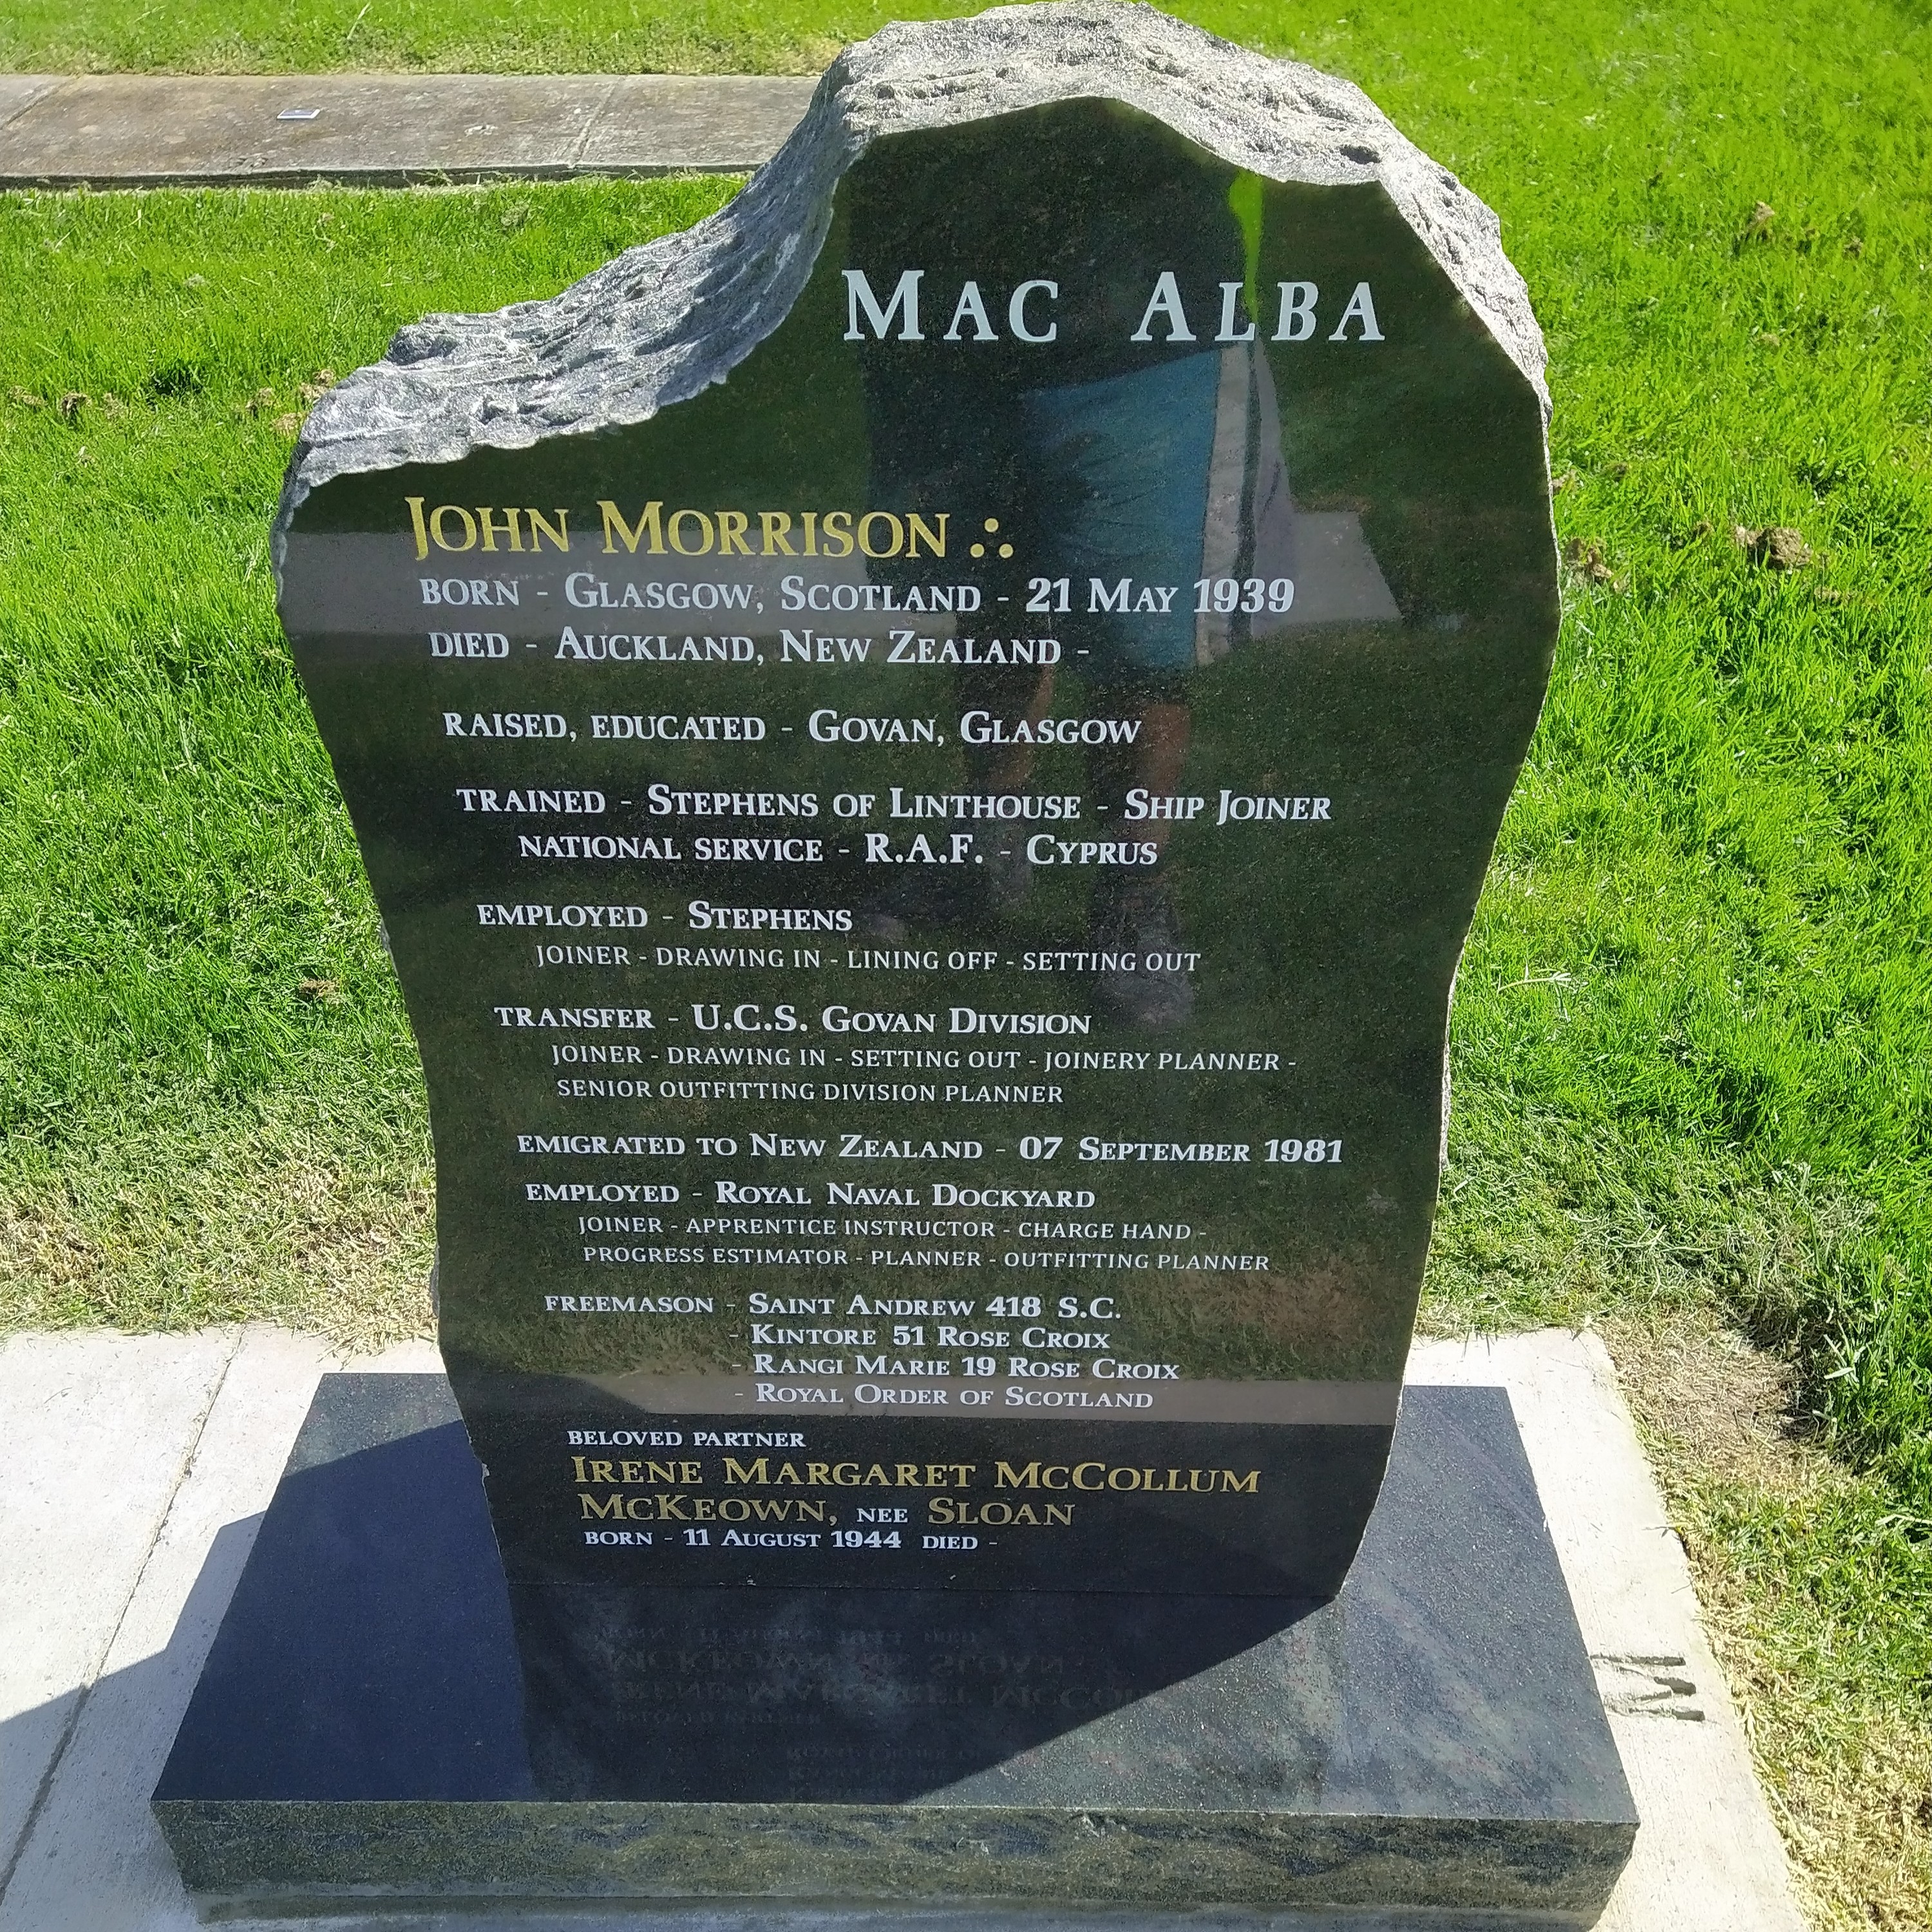 MAC ALBA
JOHN MORRISON ∴
BORN - GLASGOW, SCOTLAND - 21 MAY 1939
DIED - AUCKLAND, NEW ZEALAND -
RAISED, EDUCATED - GOVAN, GLASGOW
TRAINED - STEPHENS OF LINTHOUSE - SHIP JOINER
NATIONAL SERVICE - R.A.F. - CYPRUS
EMPLOYED - STEPHENS
JOINER - DRAWING IN - LINING OFF - SETTING OUT
TRANSFER - U.C.S. GOVAN DIVISION
JOINER - DRAWING IN - SETTING OUT - JOINERY PLANNER -
SENIOR OUTFITTING DIVISION PLANNER
EMIGRATED TO NEW ZEALAND - 07 SEPTEMBER 1981
EMPLOYED - ROYAL NAVAL DOCKYARD
JOINER - APPRENTICE INSTRUCTOR - CHARGE HAND -
PROGRESS ESTIMATOR - PLANNER - OUTFITTING PLANNER
FREEMASON - SAINT ANDREW 418 S.C.
- KINTORE 51 ROSE CROIX
- RANGI MARIE 19 ROSE CROIX
- ROYAL ORDER OF SCOTLAND
BELOVED PARTNER
IRENE MARGARET MCCOLLUM
MCKEOWN, NEE SLOAN
BORN - 11 AUGUST 1944 DIED -